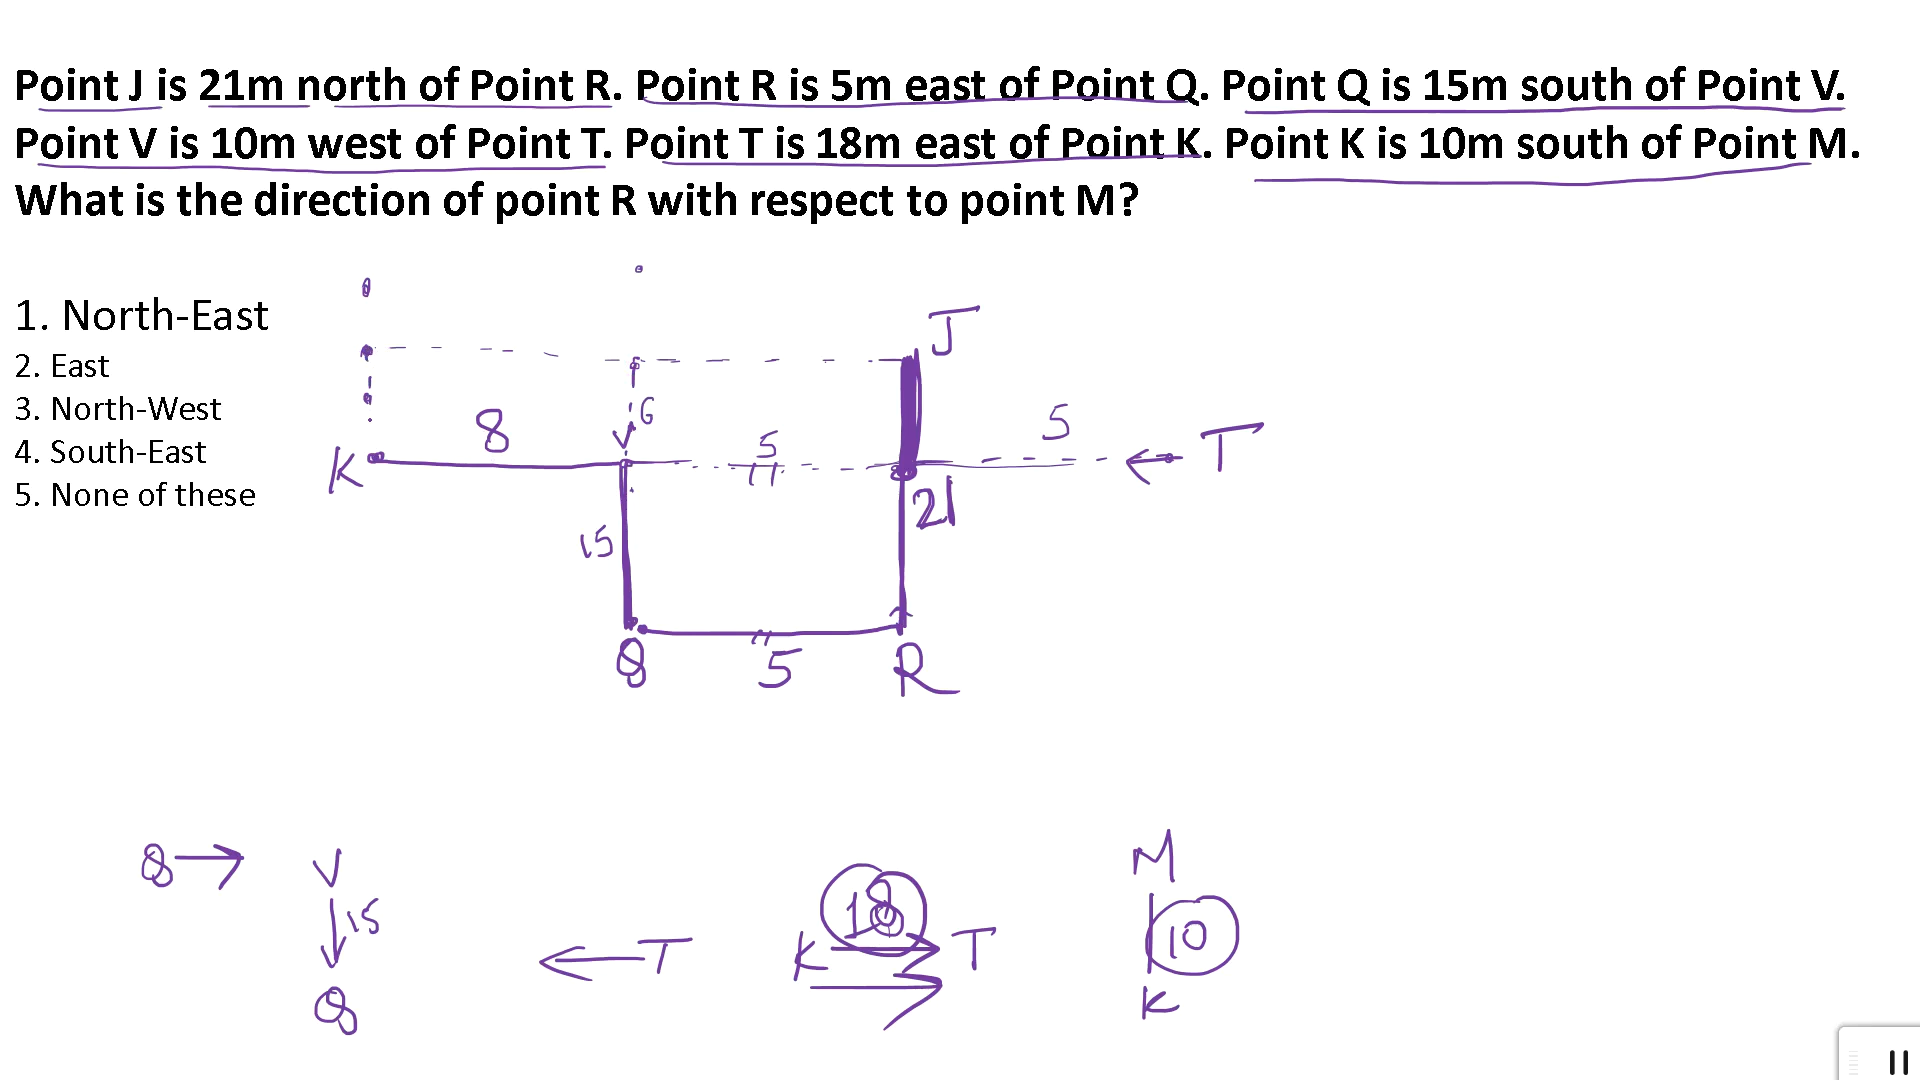 Point J is 21m north of Point R. Point R is 5m east of Point Q. Point Q is 15m south of Point V.
Point V is 10m west of Point T. Point T is 18m east of Point K. Point K is 10m south of Point M.
What is the direction of point R with respect to point M?
1. North-East
2. East
3. North-West
4. South-East
5. None of these
J
8 V 6 5 5 T
K
21
15
Q 5 R
Q → V M
15 18
← T K T 10
Q K